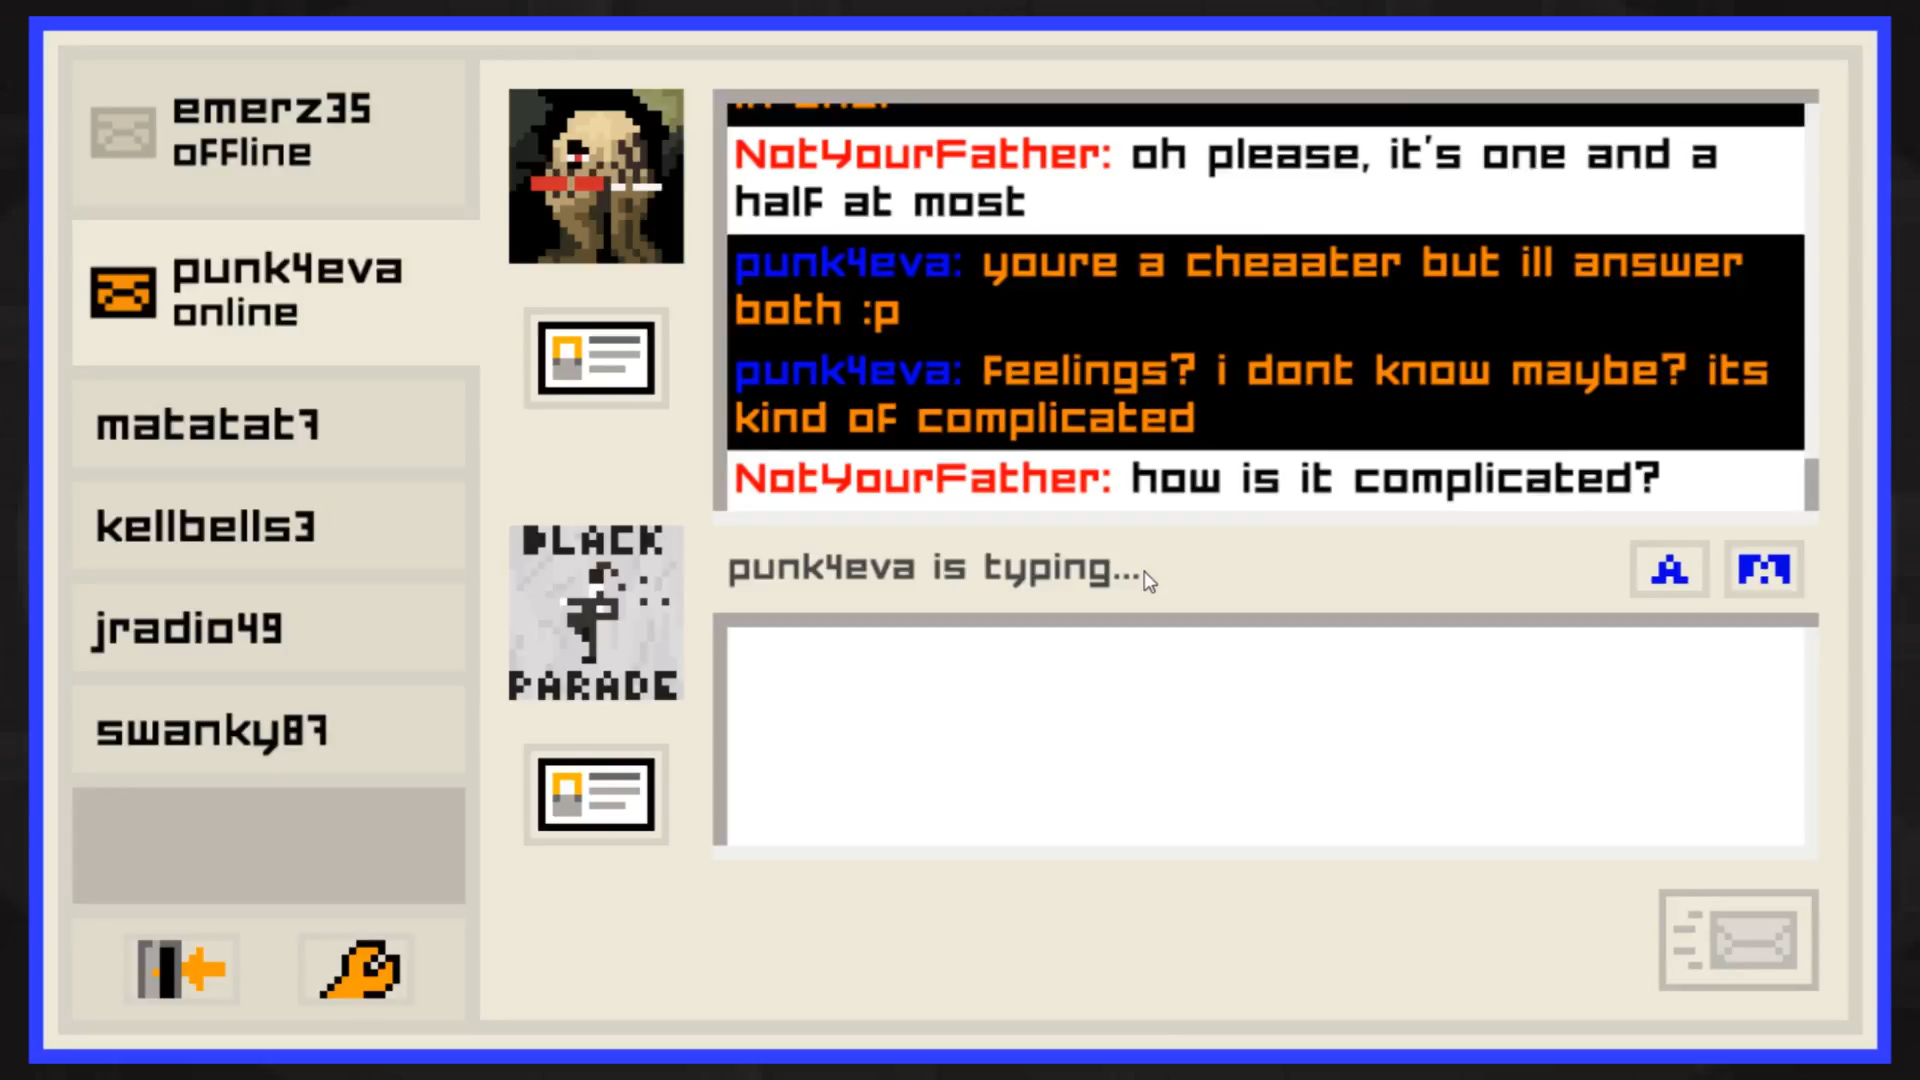 emerz35
offline
punk4eva
online
matatat7
kellbells3
jradio49
swanky87
NotYourFather: oh please, it's one and a
half at most
punk4eva: youre a cheaater but ill answer
both :p
punk4eva: feelings? i dont know maybe? its
kind of complicated
NotYourFather: how is it complicated?
BLACK
PARADE
punk4eva is typing...
A